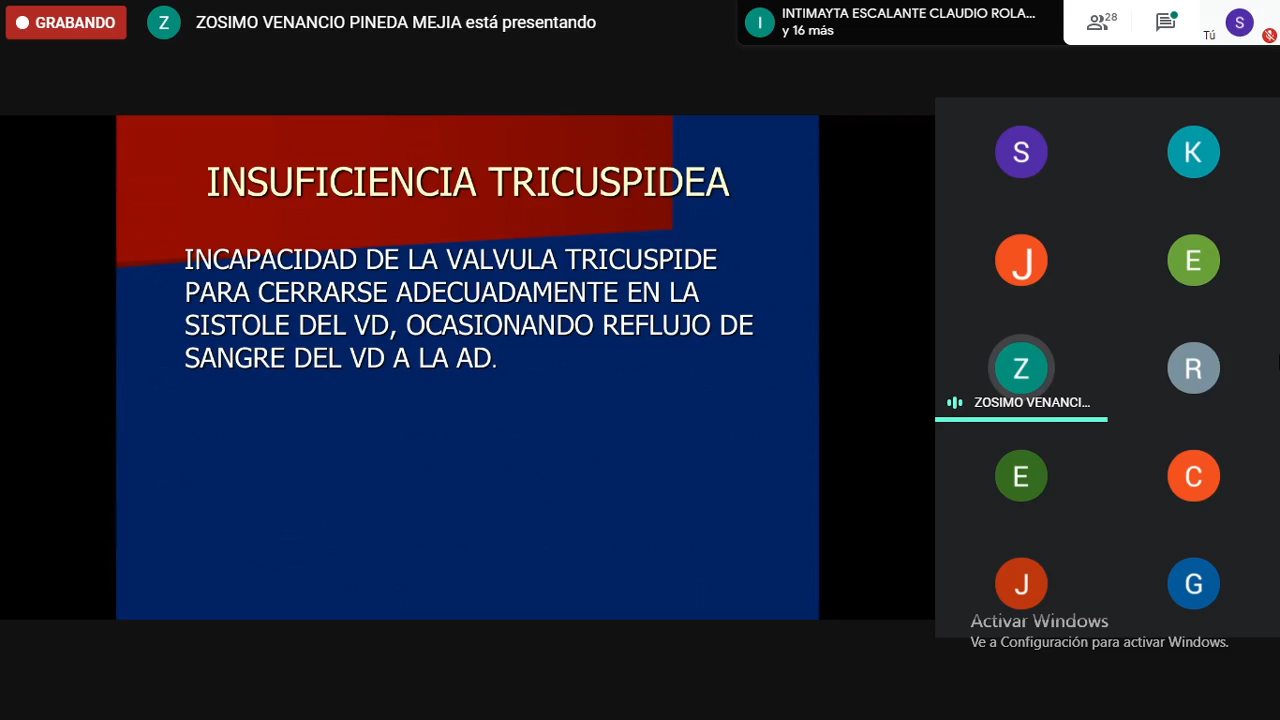 GRABANDO
Z
ZOSIMO VENANCIO PINEDA MEJIA está presentando
I
INTIMAYTA ESCALANTE CLAUDIO ROLA...
y 16 más
28
Tú
S
INSUFICIENCIA TRICUSPIDEA
INCAPACIDAD DE LA VALVULA TRICUSPIDE
PARA CERRARSE ADECUADAMENTE EN LA
SISTOLE DEL VD, OCASIONANDO REFLUJO DE
SANGRE DEL VD A LA AD.
S
K
J
E
Z
R
ZOSIMO VENANCI...
E
C
J
G
Activar Windows
Ve a Configuración para activar Windows.